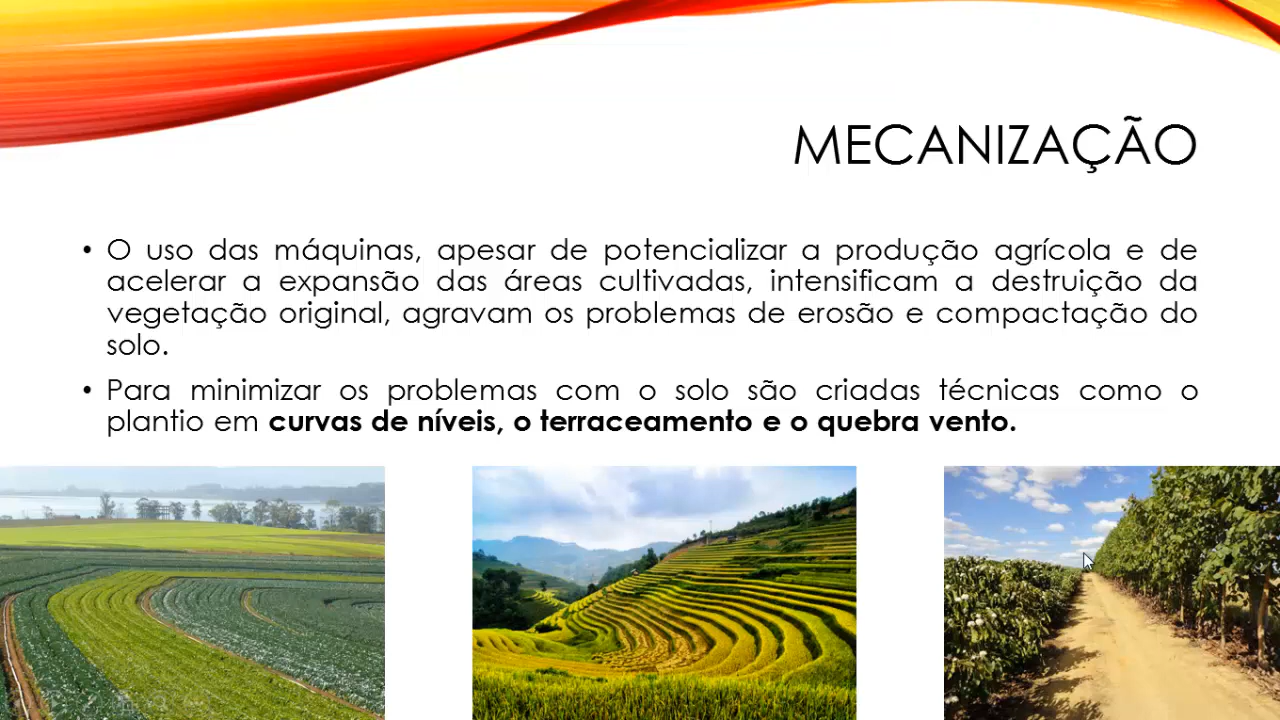 MECANIZAÇÃO
• O uso das máquinas, apesar de potencializar a produção agrícola e de
acelerar a expansão das áreas cultivadas, intensificam a destruição da
vegetação original, agravam os problemas de erosão e compactação do
solo.
• Para minimizar os problemas com o solo são criadas técnicas como o
plantio em curvas de níveis, o terraceamento e o quebra vento.